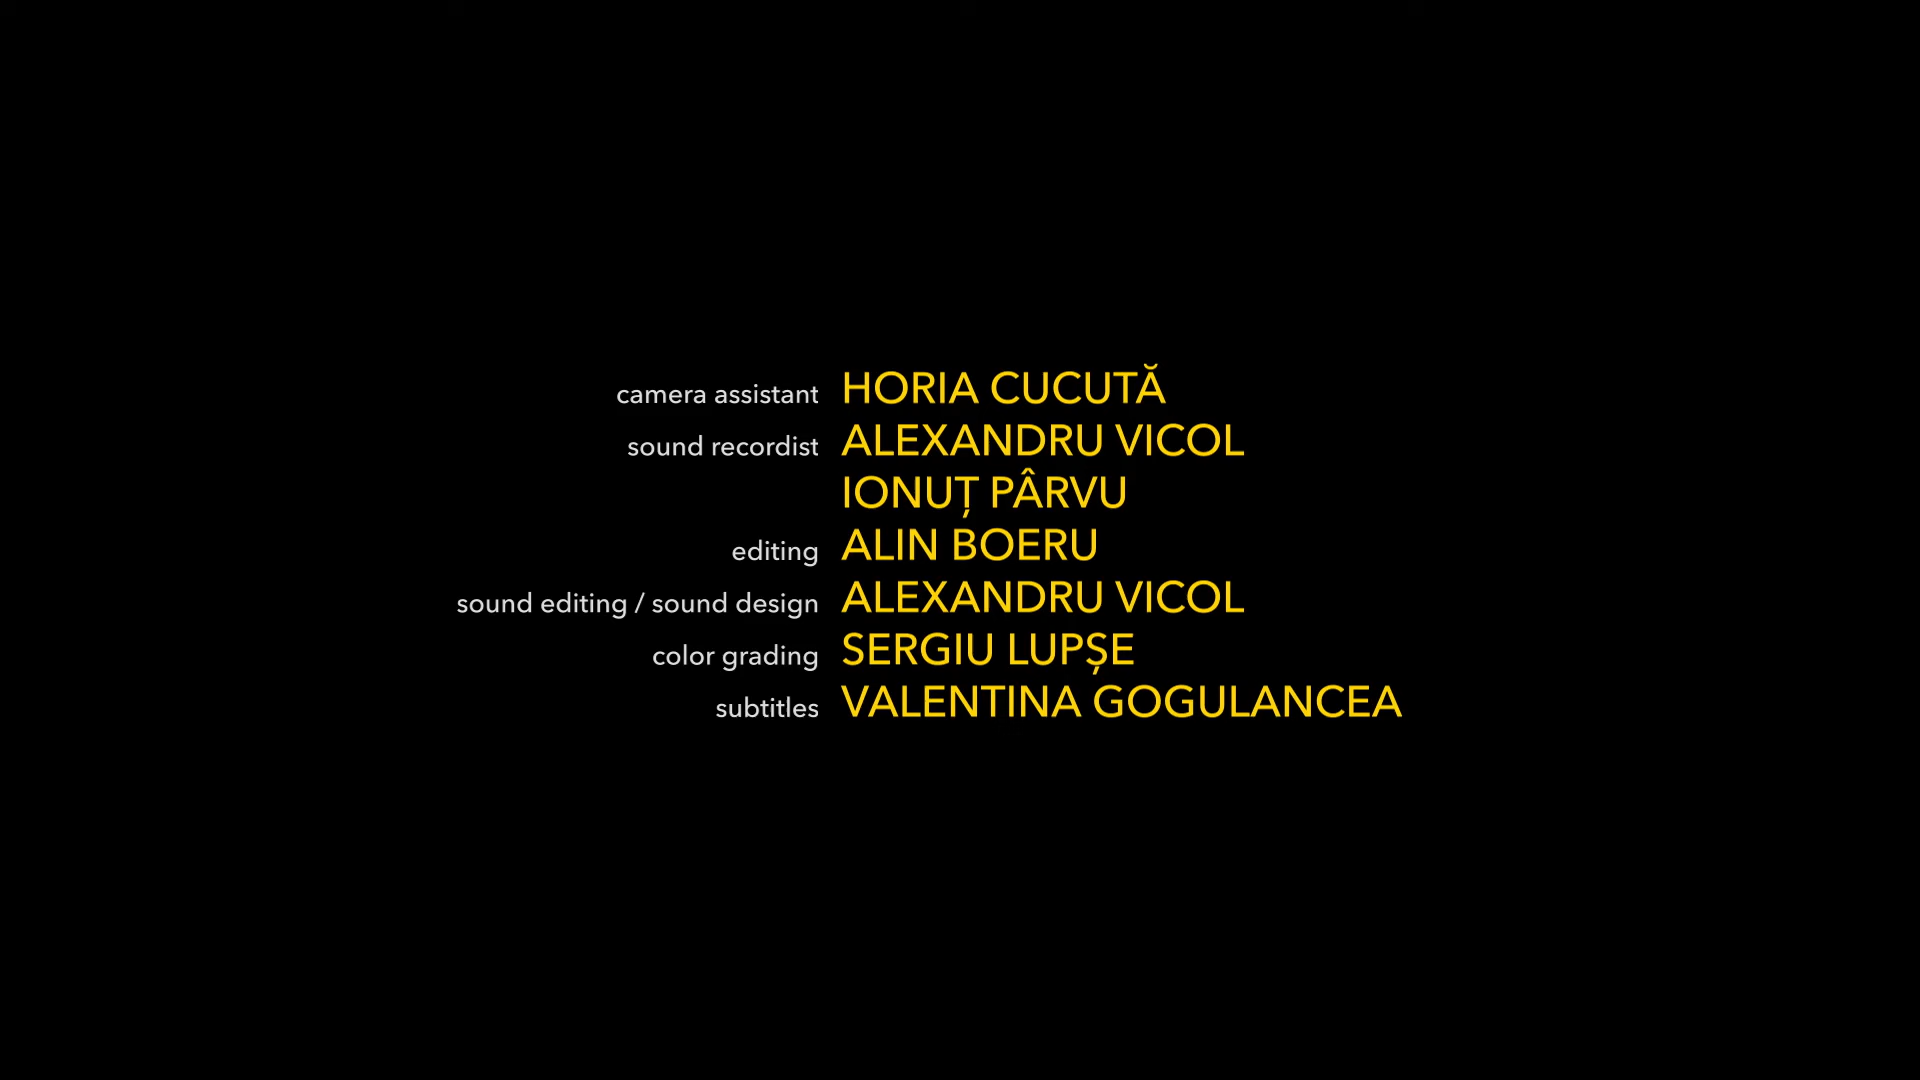 camera assistant HORIA CUCUTĂ
sound recordist ALEXANDRU VICOL
IONUȚ PÂRVU
editing ALIN BOERU
sound editing / sound design ALEXANDRU VICOL
color grading SERGIU LUPȘE
subtitles VALENTINA GOGULANCEA